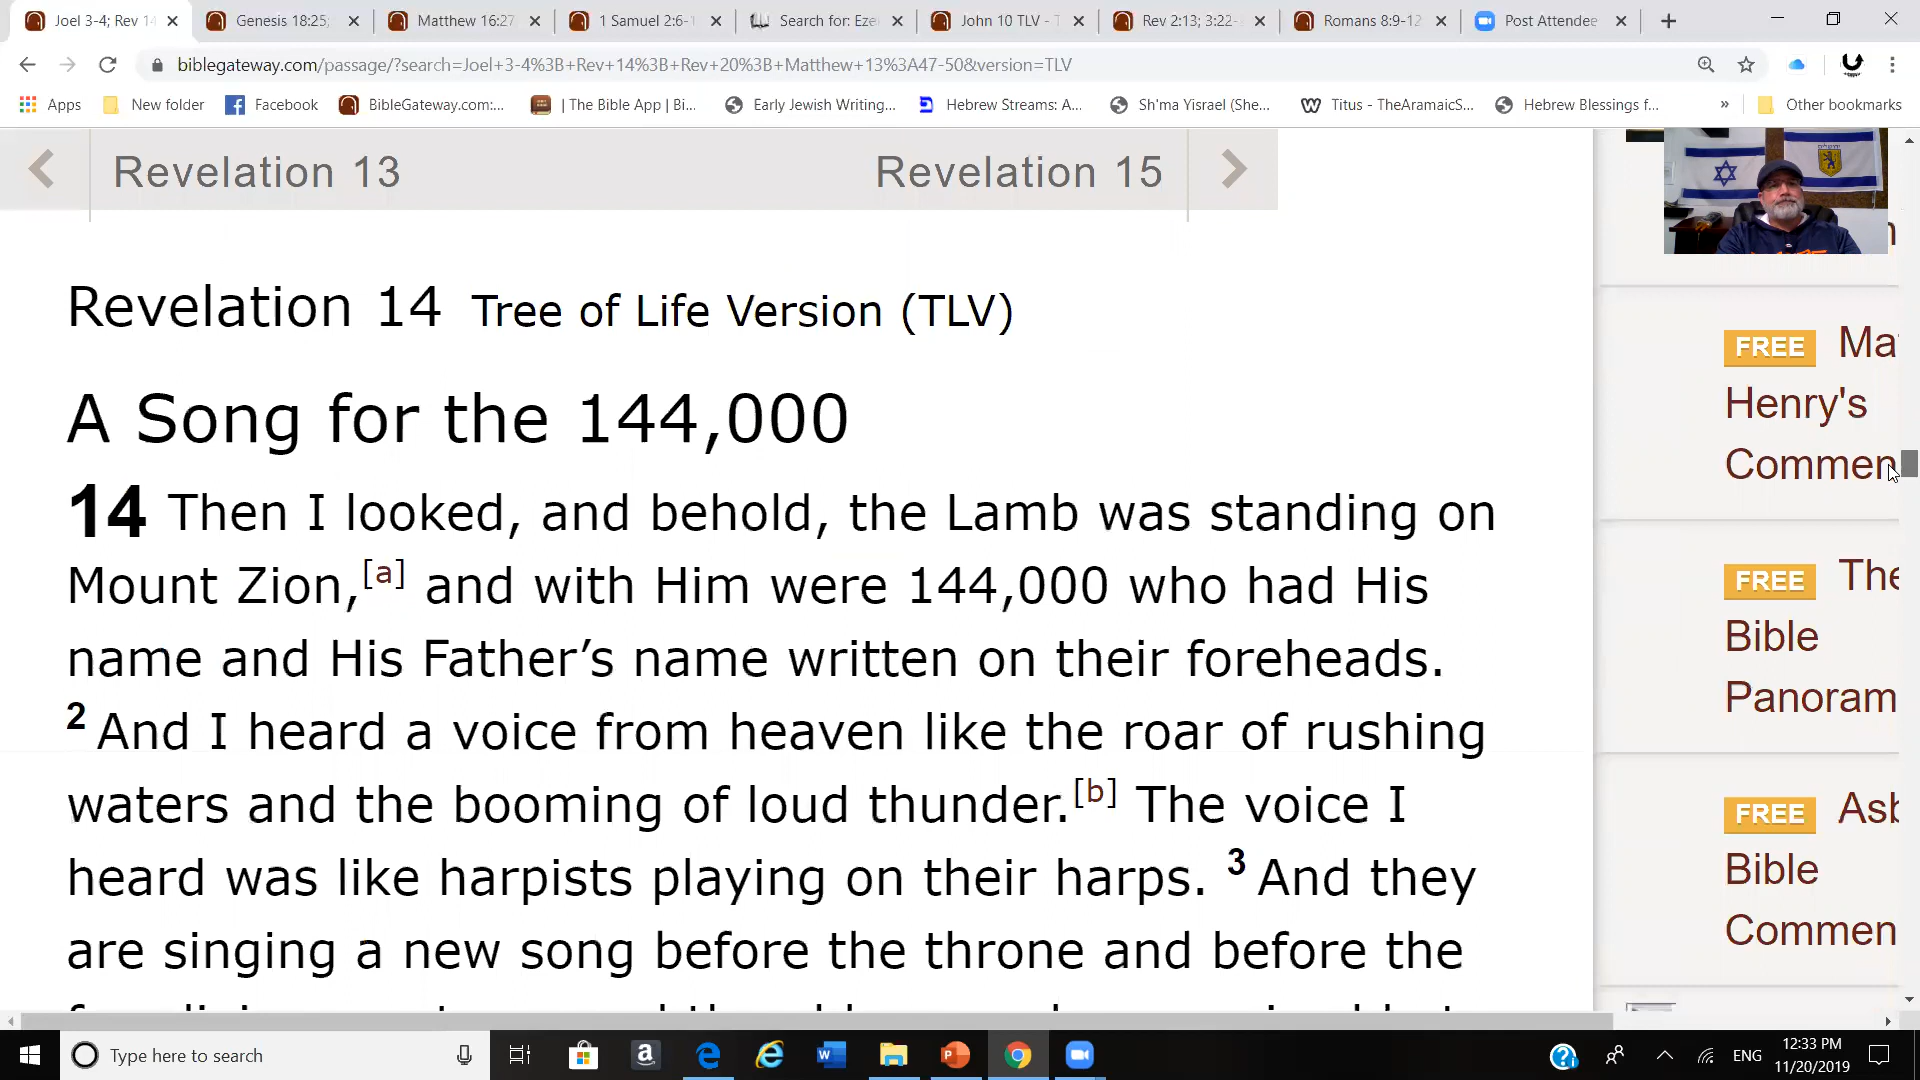 Joel 3-4; Rev 14
Genesis 18:25;
Matthew 16:27
1 Samuel 2:6-1
Search for: Eze
John 10 TLV - T
Rev 2:13; 3:22-
Romans 8:9-12
Post Attendee
biblegateway.com/passage/?search=Joel+3-4%3B+Rev+14%3B+Rev+20%3B+Matthew+13%3A47-50&version=TLV
Apps
New folder
Facebook
BibleGateway.com:...
| The Bible App | Bi...
Early Jewish Writing...
Hebrew Streams: A...
Sh'ma Yisrael (She...
Titus - TheAramaicS...
Hebrew Blessings f...
»
Other bookmarks
Revelation 13
Revelation 15
Revelation 14 Tree of Life Version (TLV)
A Song for the 144,000
14 Then I looked, and behold, the Lamb was standing on
Mount Zion,[a] and with Him were 144,000 who had His
name and His Father’s name written on their foreheads.
2 And I heard a voice from heaven like the roar of rushing
waters and the booming of loud thunder.[b] The voice I
heard was like harpists playing on their harps. 3 And they
are singing a new song before the throne and before the
FREE Mat
Henry's
Commen
FREE The
Bible
Panoram
FREE Asb
Bible
Commen
Type here to search
ENG
12:33 PM
11/20/2019